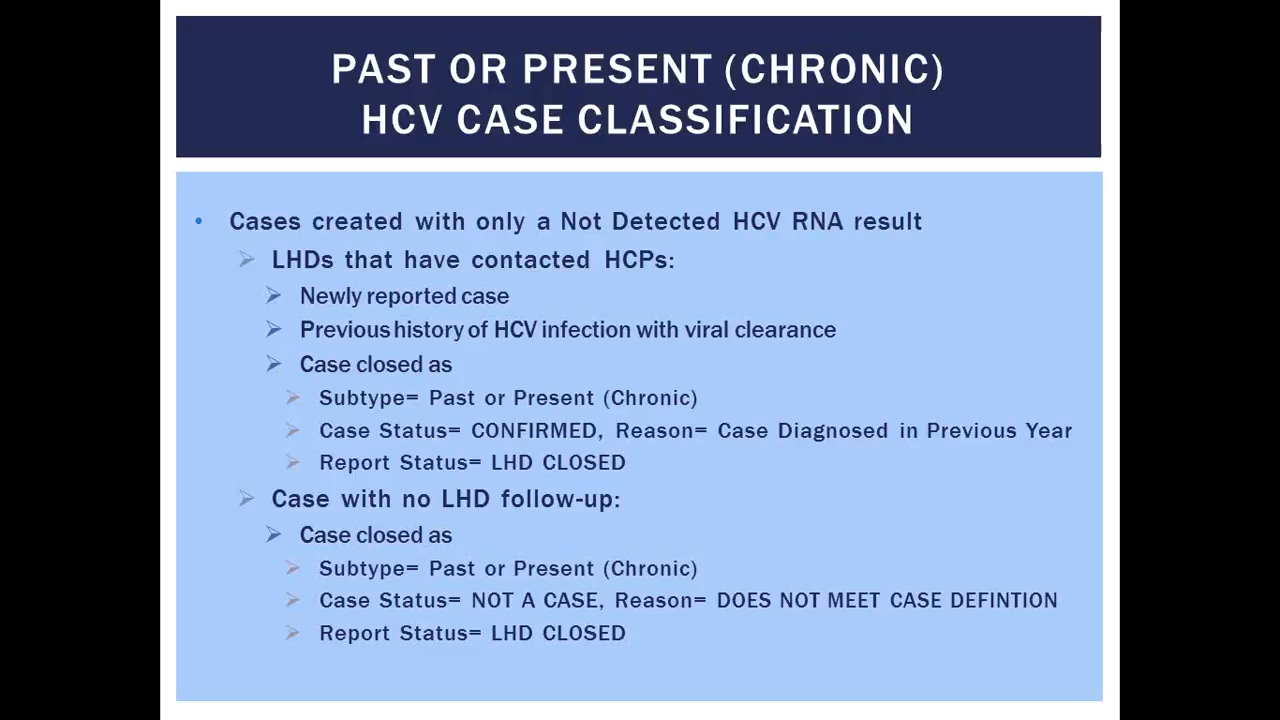 PAST OR PRESENT (CHRONIC)
HCV CASE CLASSIFICATION
• Cases created with only a Not Detected HCV RNA result
➢ LHDs that have contacted HCPs:
➢ Newly reported case
➢ Previous history of HCV infection with viral clearance
➢ Case closed as
➢ Subtype= Past or Present (Chronic)
➢ Case Status= CONFIRMED, Reason= Case Diagnosed in Previous Year
➢ Report Status= LHD CLOSED
➢ Case with no LHD follow-up:
➢ Case closed as
➢ Subtype= Past or Present (Chronic)
➢ Case Status= NOT A CASE, Reason= DOES NOT MEET CASE DEFINTION
➢ Report Status= LHD CLOSED